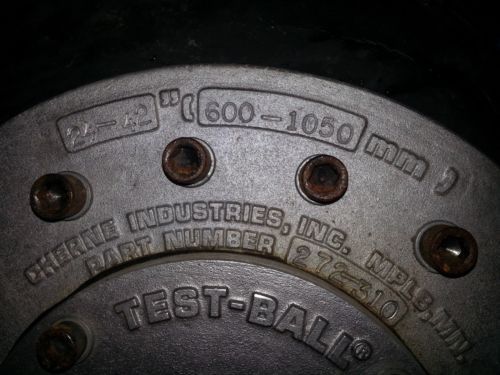 24-42" (600-1050 mm)
CHERNE INDUSTRIES, INC. MPLS, MN.
PART NUMBER 272-310
TEST-BALL®